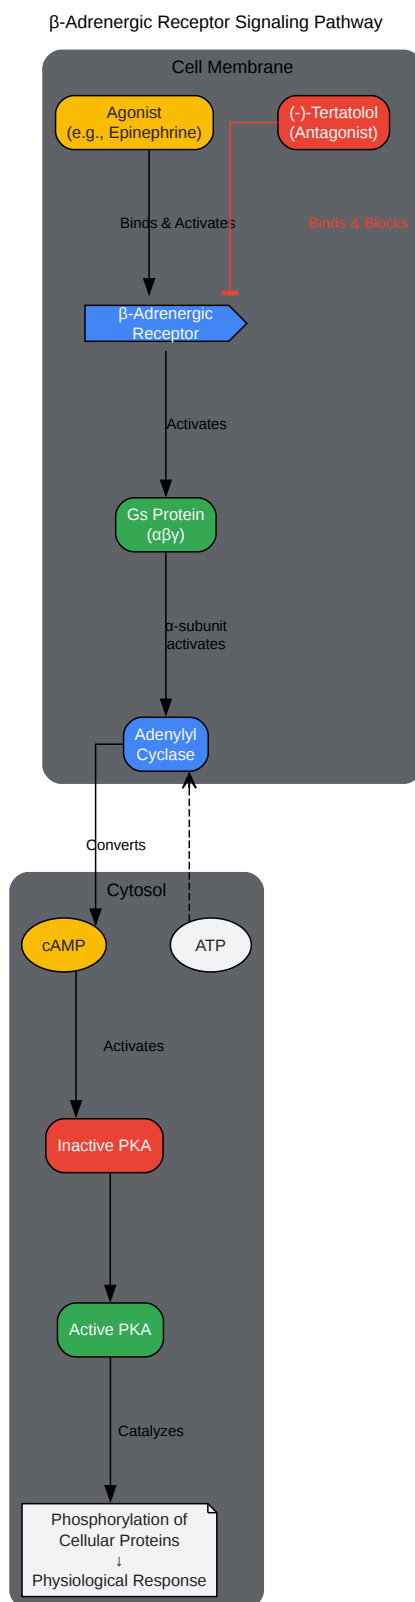 β-Adrenergic Receptor Signaling Pathway
Cell Membrane
Agonist
(e.g., Epinephrine)
(-)-Tertatolol
(Antagonist)
Binds & Activates
Binds & Blocks
β-Adrenergic
Receptor
Activates
Gs Protein
(αβγ)
α-subunit
activates
Adenylyl
Cyclase
Converts
Cytosol
cAMP
ATP
Activates
Inactive PKA
Active PKA
Catalyzes
Phosphorylation of
Cellular Proteins
↓
Physiological Response